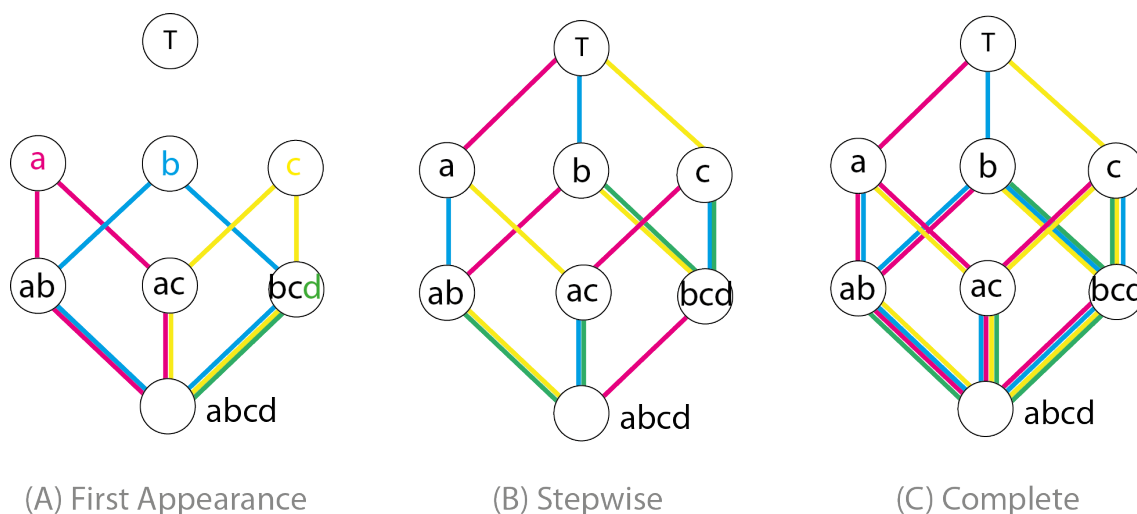 T
a
b
c
ab
ac
bcd
abcd
(A) First Appearance
T
a
b
c
ab
ac
bcd
abcd
(B) Stepwise
T
a
b
c
ab
ac
bcd
abcd
(C) Complete